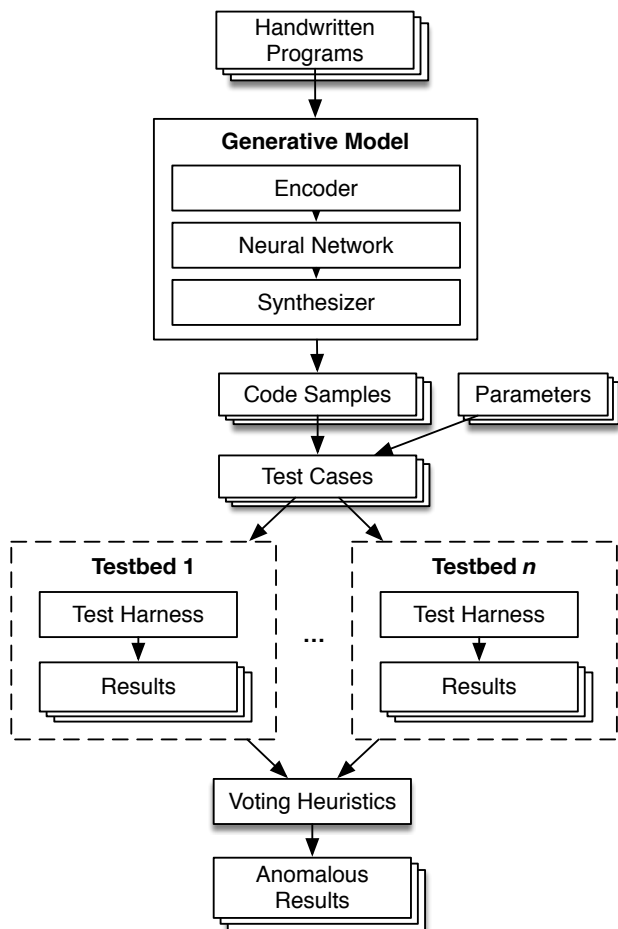 Handwritten
Programs
Generative Model
Encoder
Neural Network
Synthesizer
Code Samples
Parameters
Test Cases
Testbed 1
Testbed n
Test Harness
Test Harness
...
Results
Results
Voting Heuristics
Anomalous
Results